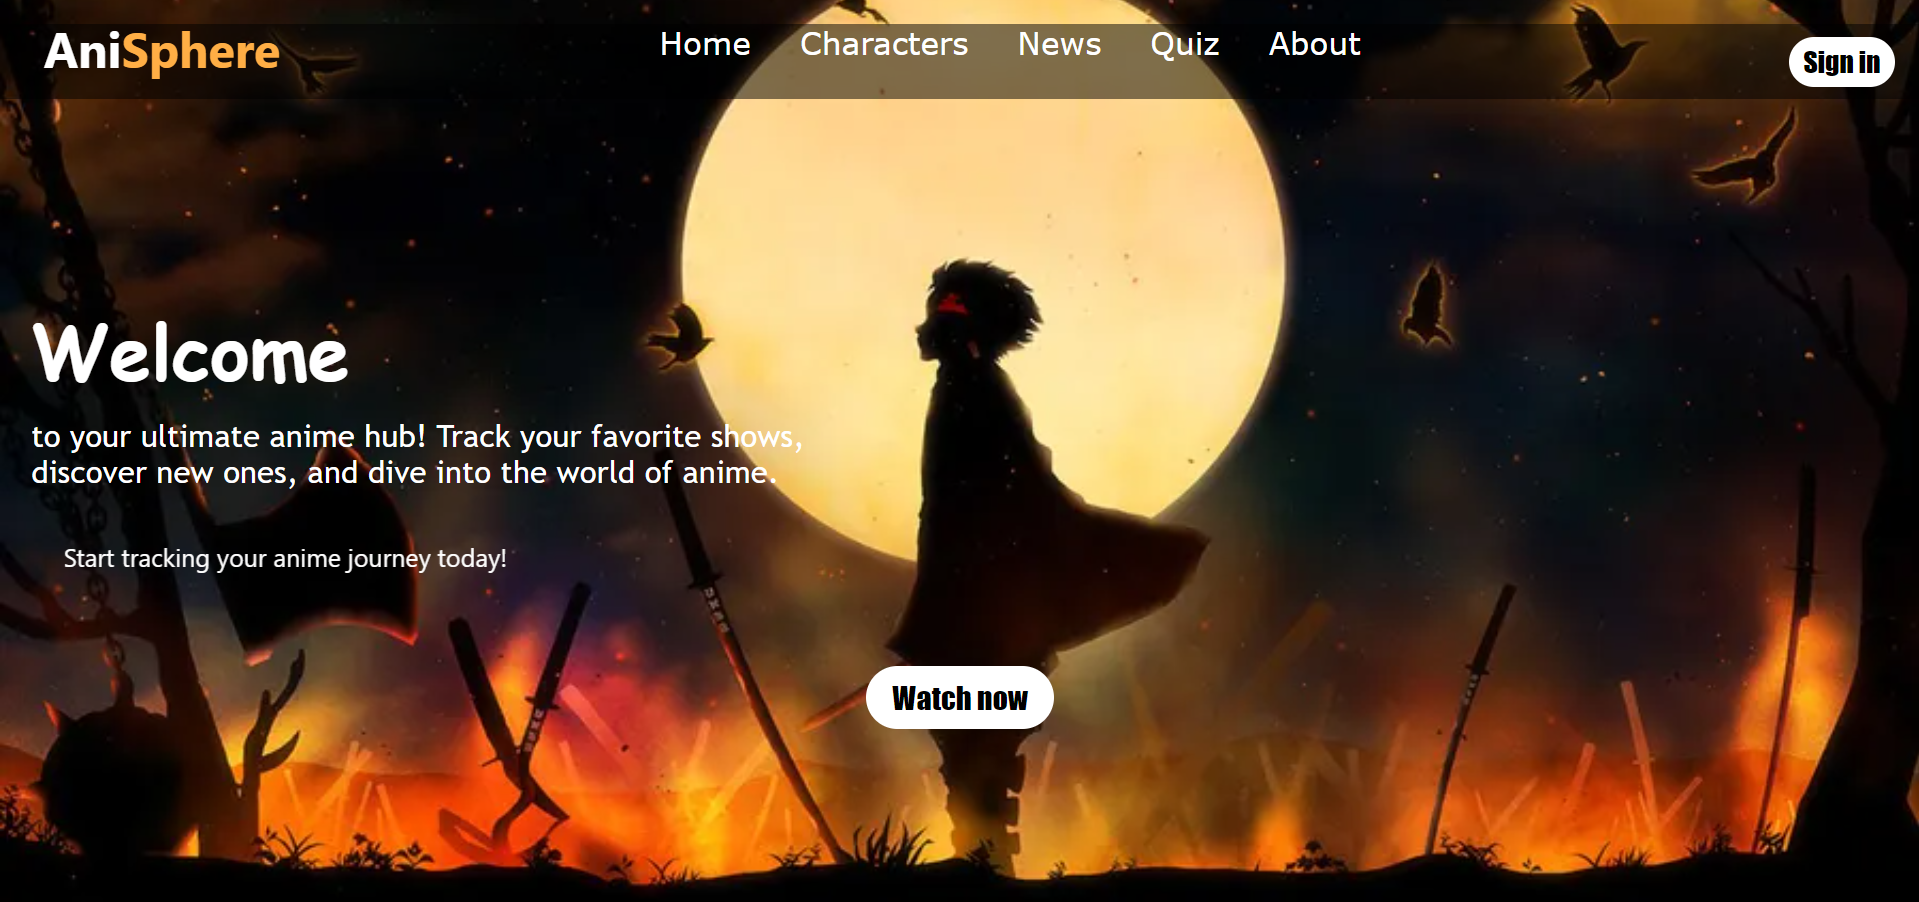 AniSphere
Home Characters News Quiz About
Sign in
Welcome
to your ultimate anime hub! Track your favorite shows,
discover new ones, and dive into the world of anime.
Start tracking your anime journey today!
Watch now